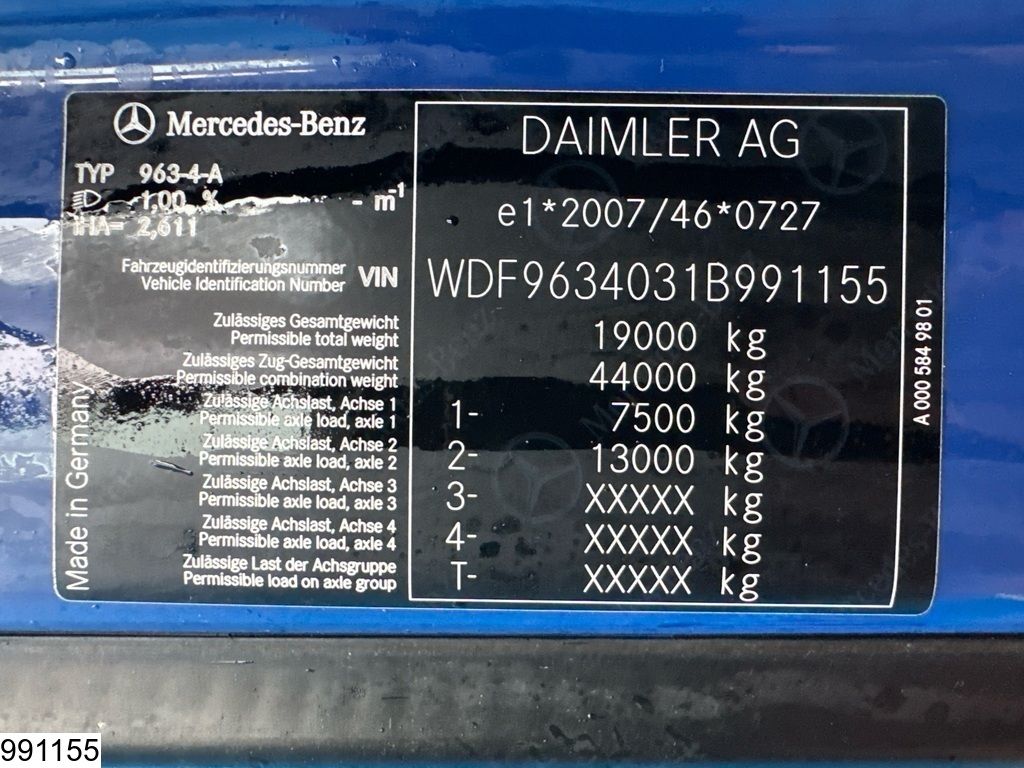 Mercedes-Benz
TYP 963-4-A
1,00 % - m-1
iHA= 2,611
DAIMLER AG
e1*2007/46*0727
Fahrzeugidentifizierungsnummer
Vehicle Identification Number
VIN WDF9634031B991155
Zulässiges Gesamtgewicht
Permissible total weight
19000 kg
Zulässiges Zug-Gesamtgewicht
Permissible combination weight
44000 kg
Zulässige Achslast, Achse 1
Permissible axle load, axle 1
1- 7500 kg
Zulässige Achslast, Achse 2
Permissible axle load, axle 2
2- 13000 kg
Zulässige Achslast, Achse 3
Permissible axle load, axle 3
3- XXXXX kg
Zulässige Achslast, Achse 4
Permissible axle load, axle 4
4- XXXXX kg
Zulässige Last der Achsgruppe
Permissible load on axle group
T- XXXXX kg
Made in Germany
A 000 584 98 01
991155